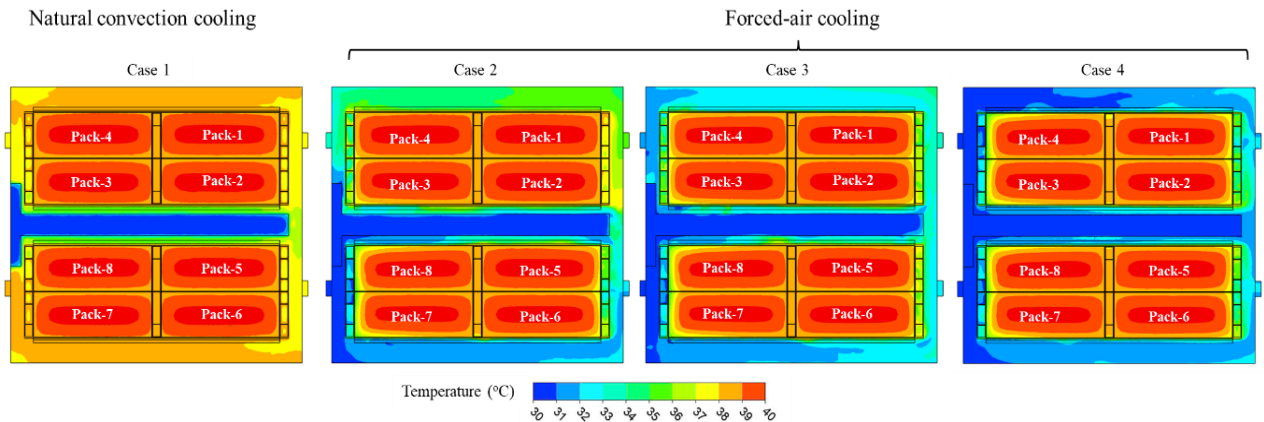 Natural convection cooling
Forced-air cooling
Case 1
Case 2
Case 3
Case 4
Pack-4 Pack-1
Pack-3 Pack-2
Pack-8 Pack-5
Pack-7 Pack-6
Pack-4 Pack-1
Pack-3 Pack-2
Pack-8 Pack-5
Pack-7 Pack-6
Pack-4 Pack-1
Pack-3 Pack-2
Pack-8 Pack-5
Pack-7 Pack-6
Pack-4 Pack-1
Pack-3 Pack-2
Pack-8 Pack-5
Pack-7 Pack-6
Temperature (°C)
30 31 32 33 34 35 36 37 38 39 40